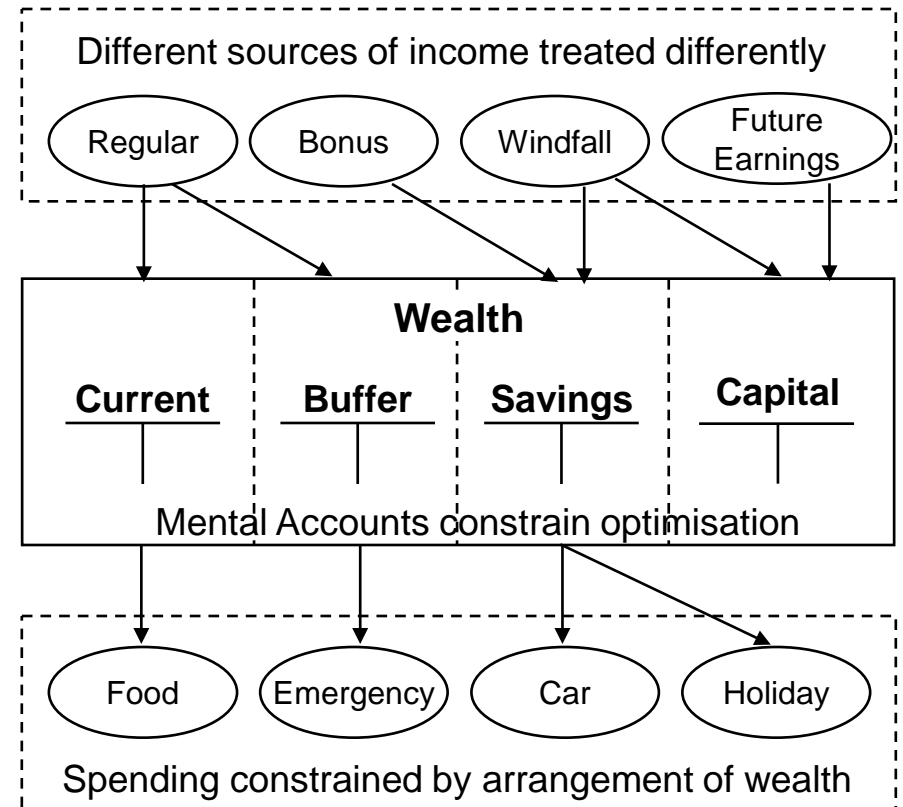 Different sources of income treated differently
Regular
Bonus
Windfall
Future
Earnings
Wealth
Current
Buffer
Savings
Capital
Mental Accounts constrain optimisation
Food
Emergency
Car
Holiday
Spending constrained by arrangement of wealth